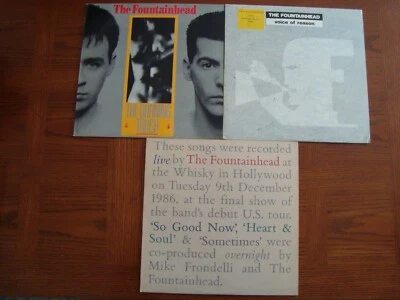 The Fountainhead
THE FOUNTAINHEAD
voice of reason
These songs were recorded
live by The Fountainhead at
the Whisky in Hollywood
on Tuesday 9th December
1986, at the final show of
the band's debut U.S. tour.
'So Good Now', 'Heart &
Soul' & 'Sometimes' were
co-produced overnight by
Mike Frondelli and The
Fountainhead.